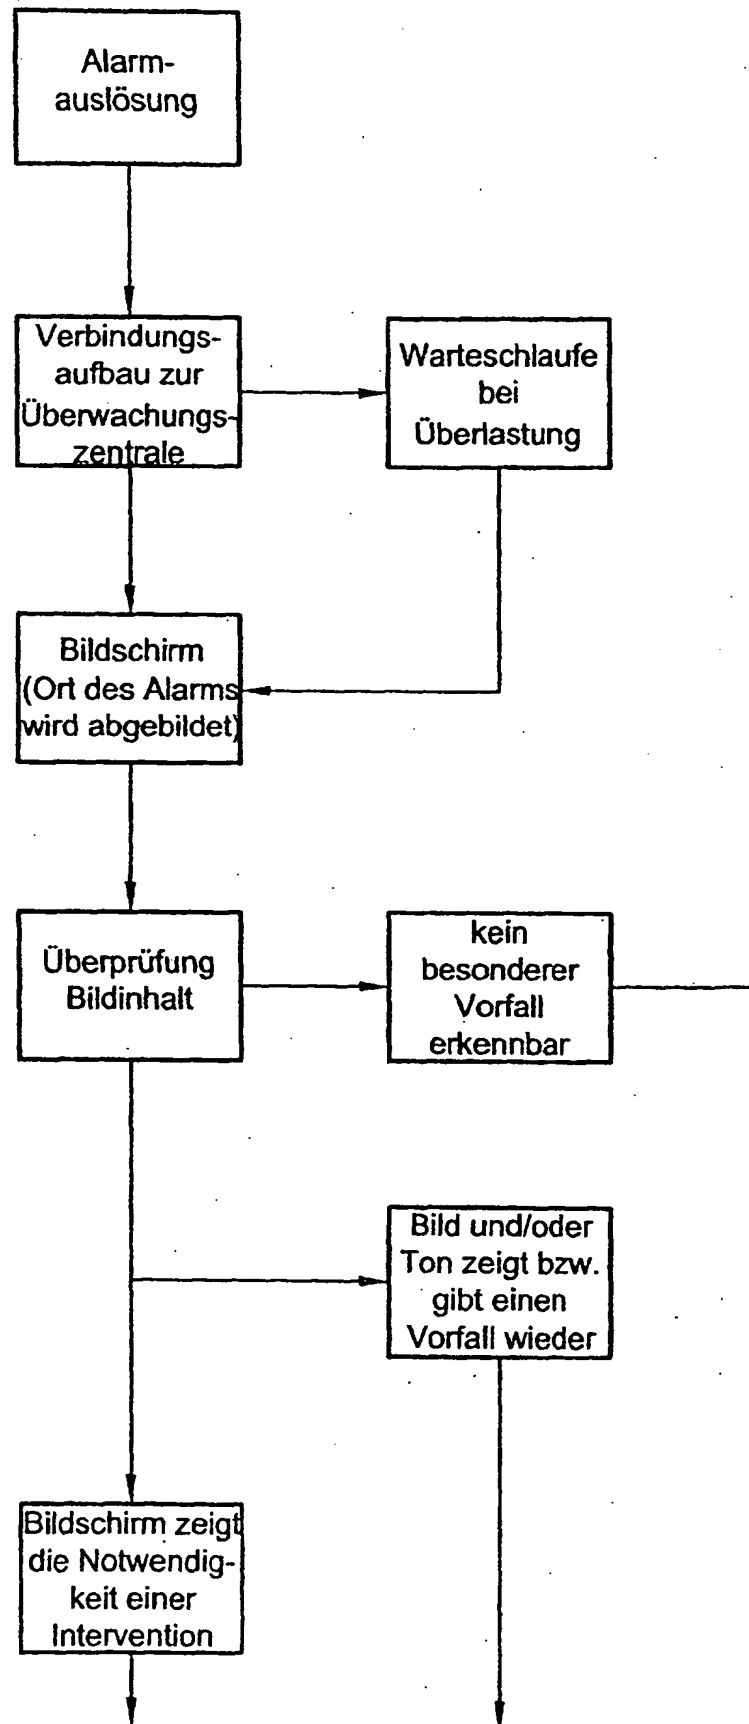 Alarm-
auslösung
Verbindungs-
aufbau zur
Überwachungs-
zentrale
Warteschlaufe
bei
Überlastung
Bildschirm
(Ort des Alarms
wird abgebildet)
Überprüfung
Bildinhalt
kein
besonderer
Vorfall
erkennbar
Bild und/oder
Ton zeigt bzw.
gibt einen
Vorfall wieder
Bildschirm zeigt
die Notwendig-
keit einer
Intervention